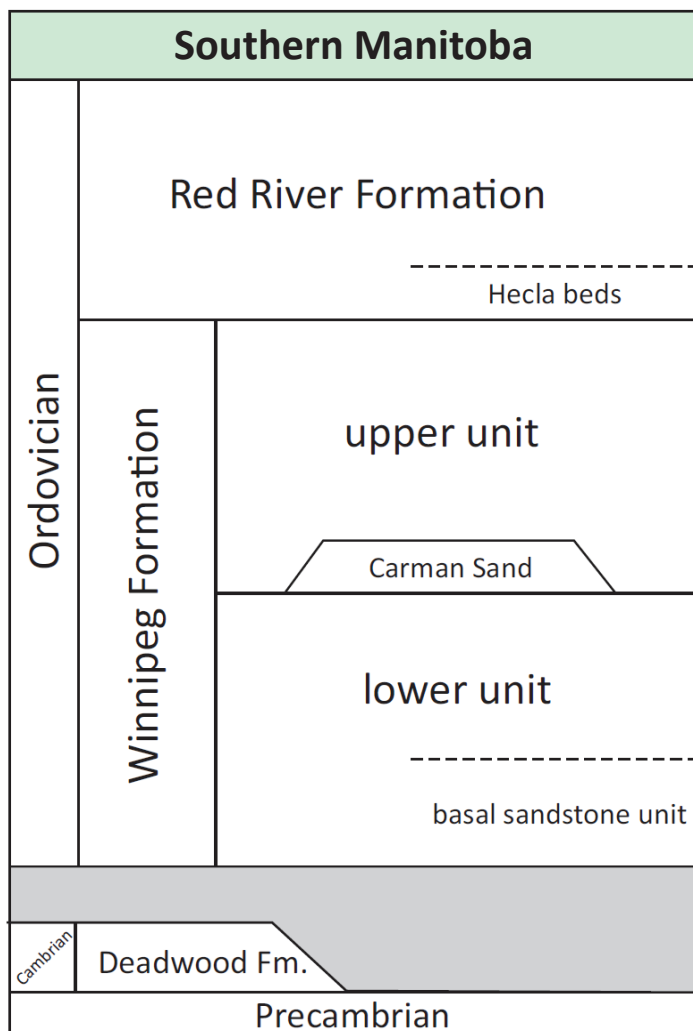 Southern Manitoba
Red River Formation
Hecla beds
Ordovician
Winnipeg Formation
upper unit
Carman Sand
lower unit
basal sandstone unit
Cambrian
Deadwood Fm.
Precambrian